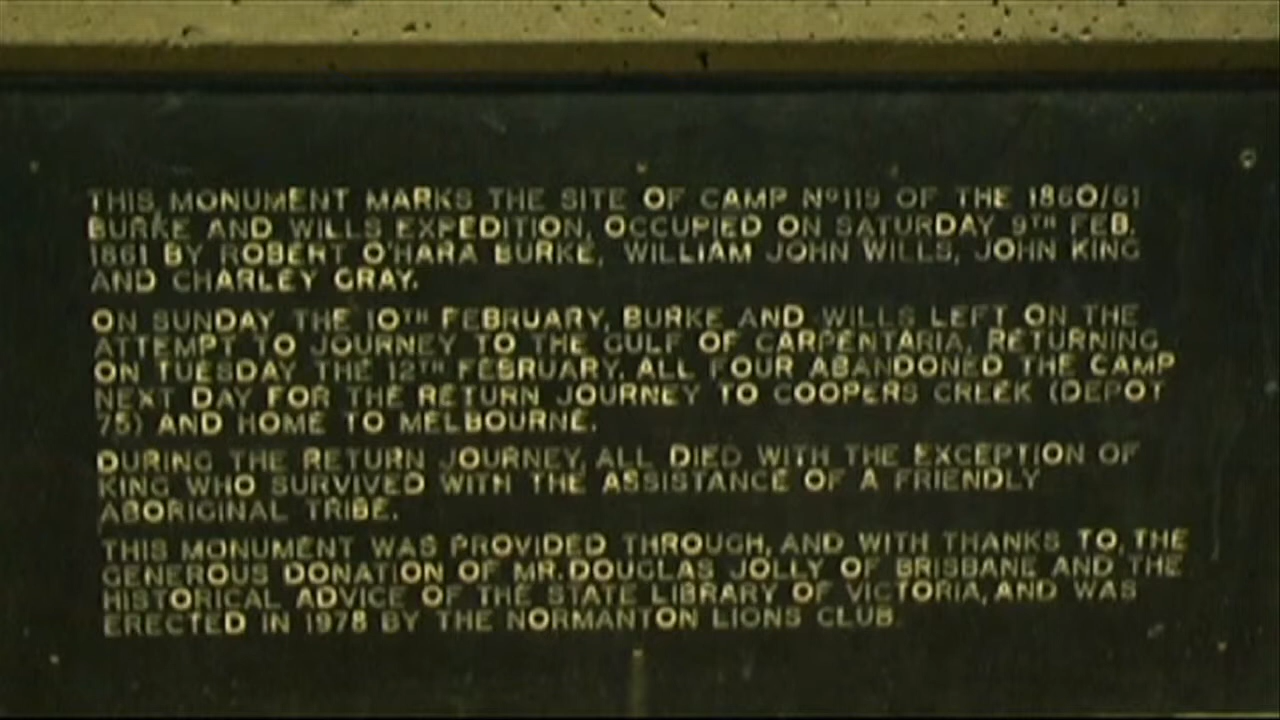 THIS MONUMENT MARKS THE SITE OF CAMP Nº119 OF THE 1860/61
BURKE AND WILLS EXPEDITION, OCCUPIED ON SATURDAY 9TH FEB.
1861 BY ROBERT O'HARA BURKE, WILLIAM JOHN WILLS, JOHN KING
AND CHARLEY GRAY.
ON SUNDAY THE 10TH FEBRUARY, BURKE AND WILLS LEFT ON THE
ATTEMPT TO JOURNEY TO THE GULF OF CARPENTARIA, RETURNING
ON TUESDAY THE 12TH FEBRUARY. ALL FOUR ABANDONED THE CAMP
NEXT DAY FOR THE RETURN JOURNEY TO COOPERS CREEK (DEPOT
75) AND HOME TO MELBOURNE.
DURING THE RETURN JOURNEY, ALL DIED WITH THE EXCEPTION OF
KING WHO SURVIVED WITH THE ASSISTANCE OF A FRIENDLY
ABORIGINAL TRIBE.
THIS MONUMENT WAS PROVIDED THROUGH, AND WITH THANKS TO, THE
GENEROUS DONATION OF MR. DOUGLAS JOLLY OF BRISBANE AND THE
HISTORICAL ADVICE OF THE STATE LIBRARY OF VICTORIA, AND WAS
ERECTED IN 1978 BY THE NORMANTON LIONS CLUB.